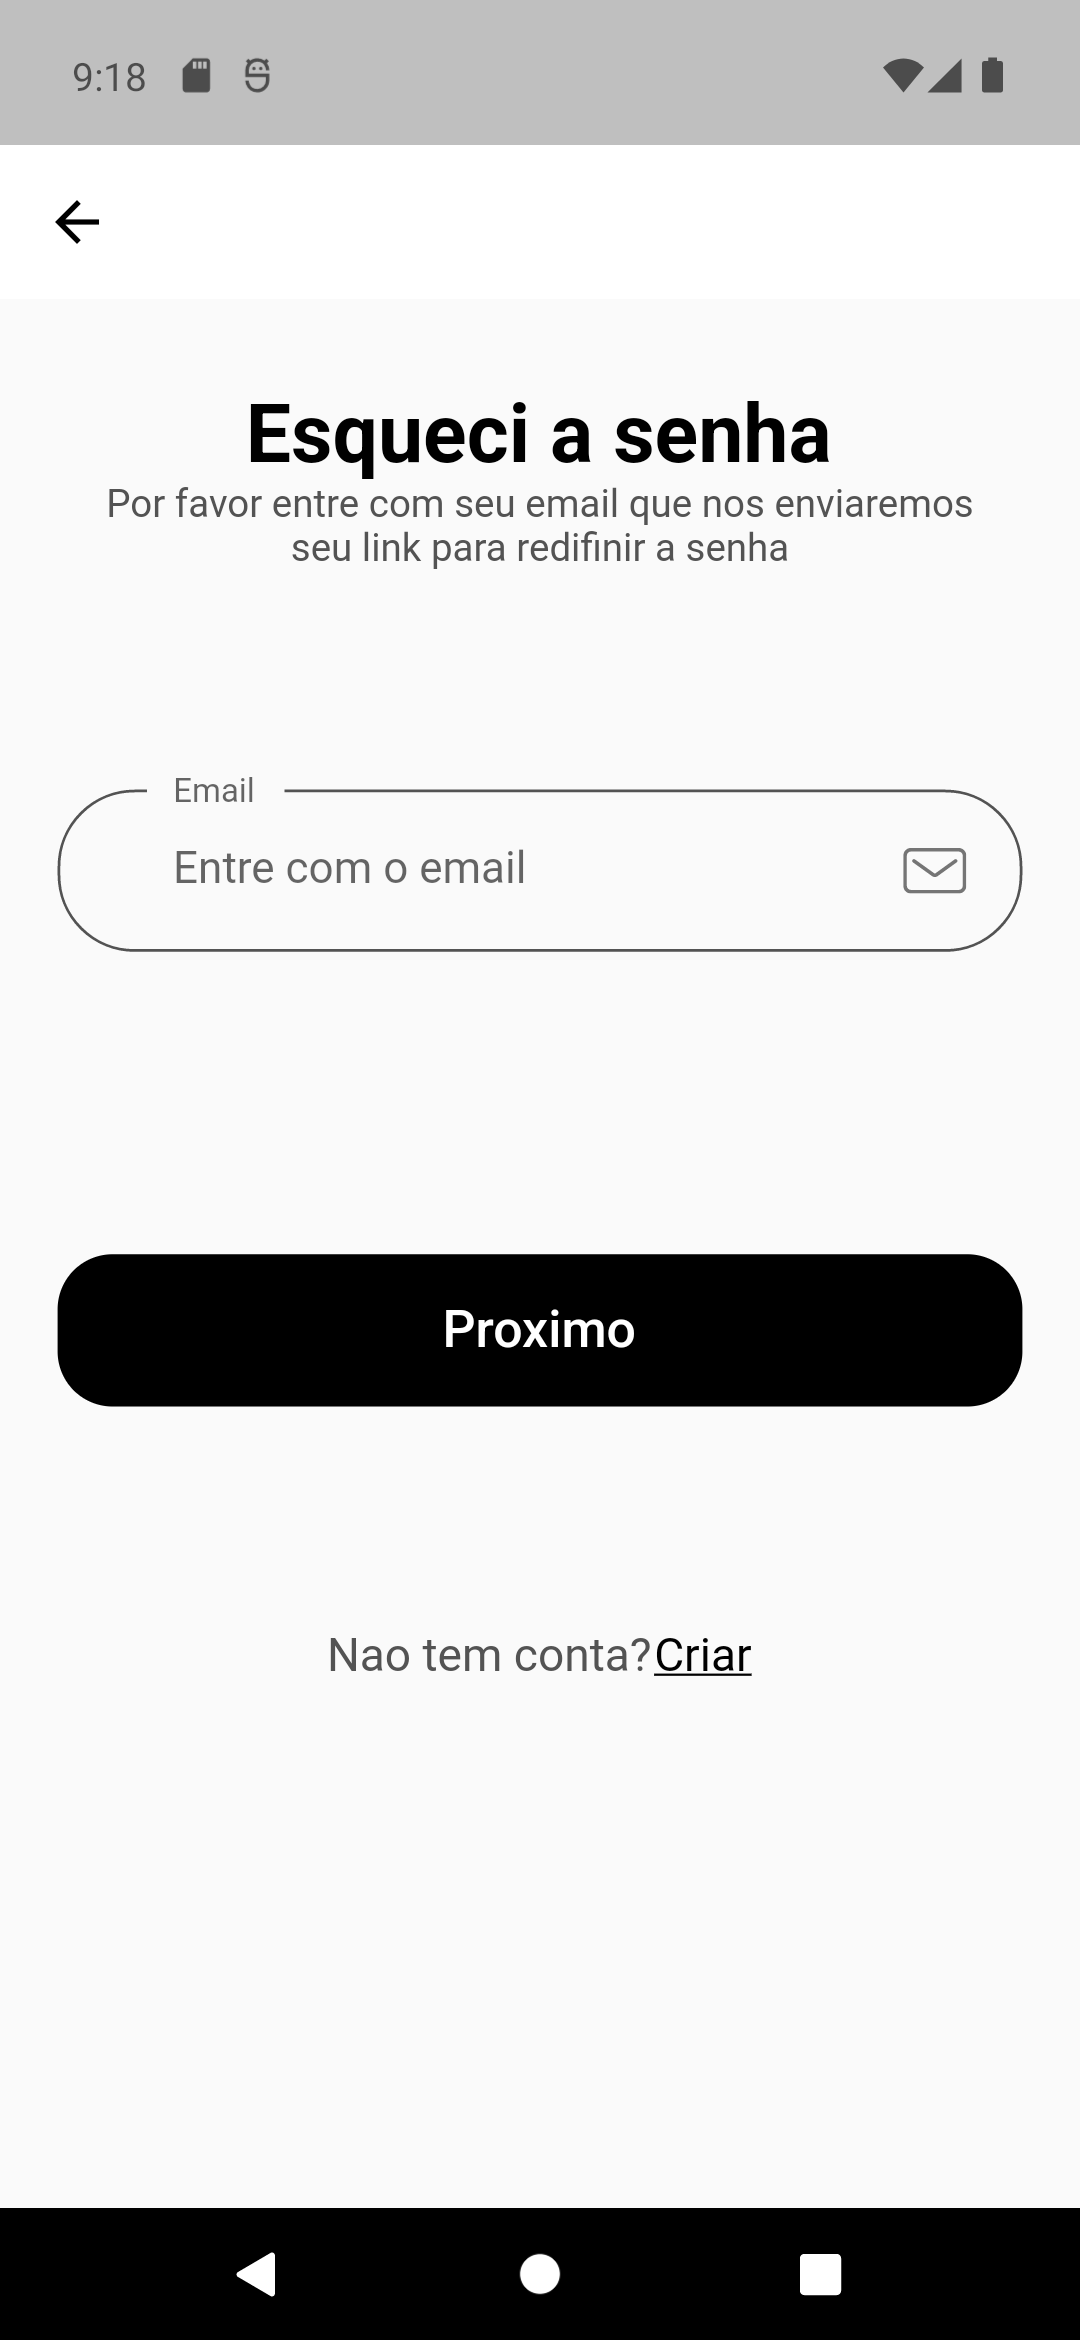 9:18
Esqueci a senha
Por favor entre com seu email que nos enviaremos
seu link para redifinir a senha
Email
Entre com o email
Proximo
Nao tem conta?Criar